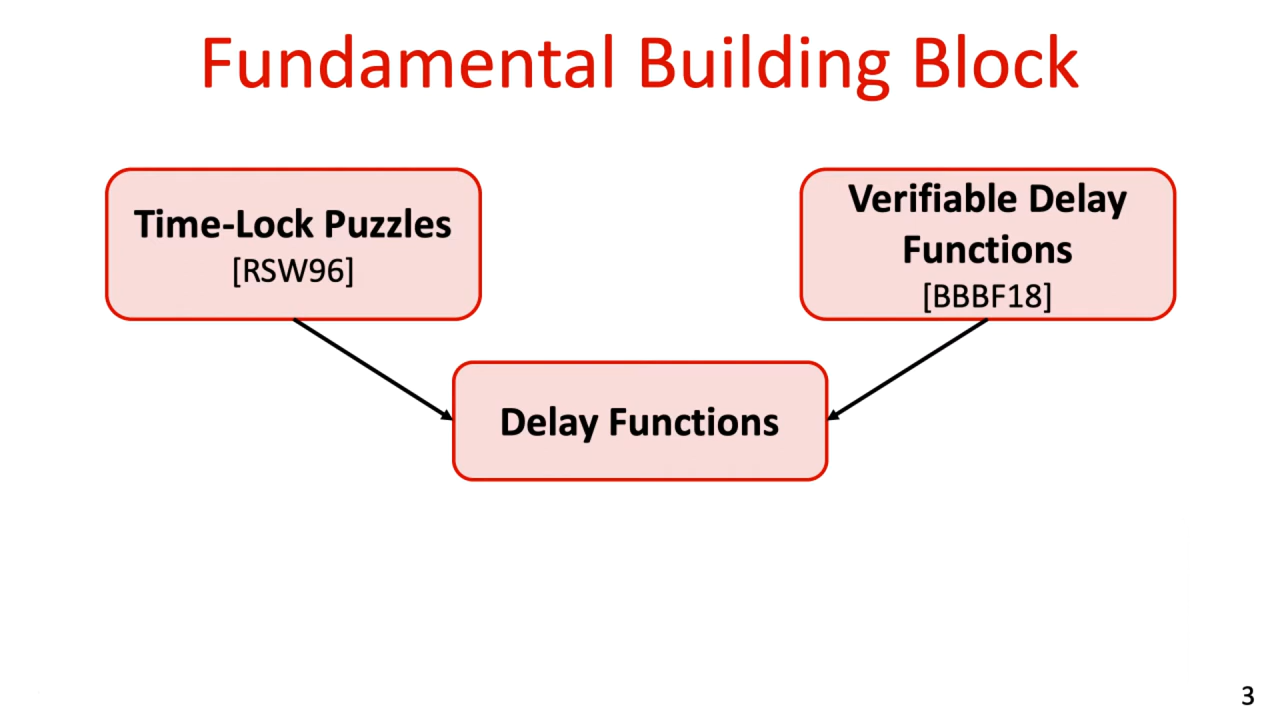 Fundamental Building Block
Time-Lock Puzzles
[RSW96]
Verifiable Delay
Functions
[BBBF18]
Delay Functions
3